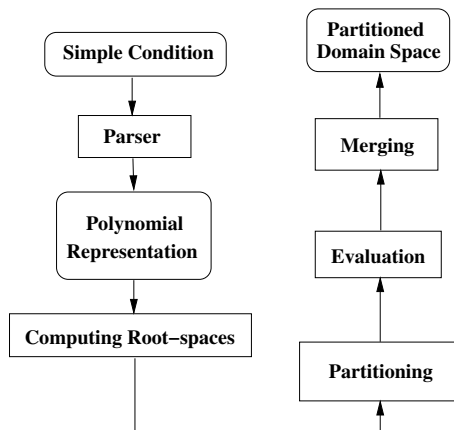 Simple Condition
Parser
Polynomial
Representation
Computing Root−spaces
Partitioned
Domain Space
Merging
Evaluation
Partitioning